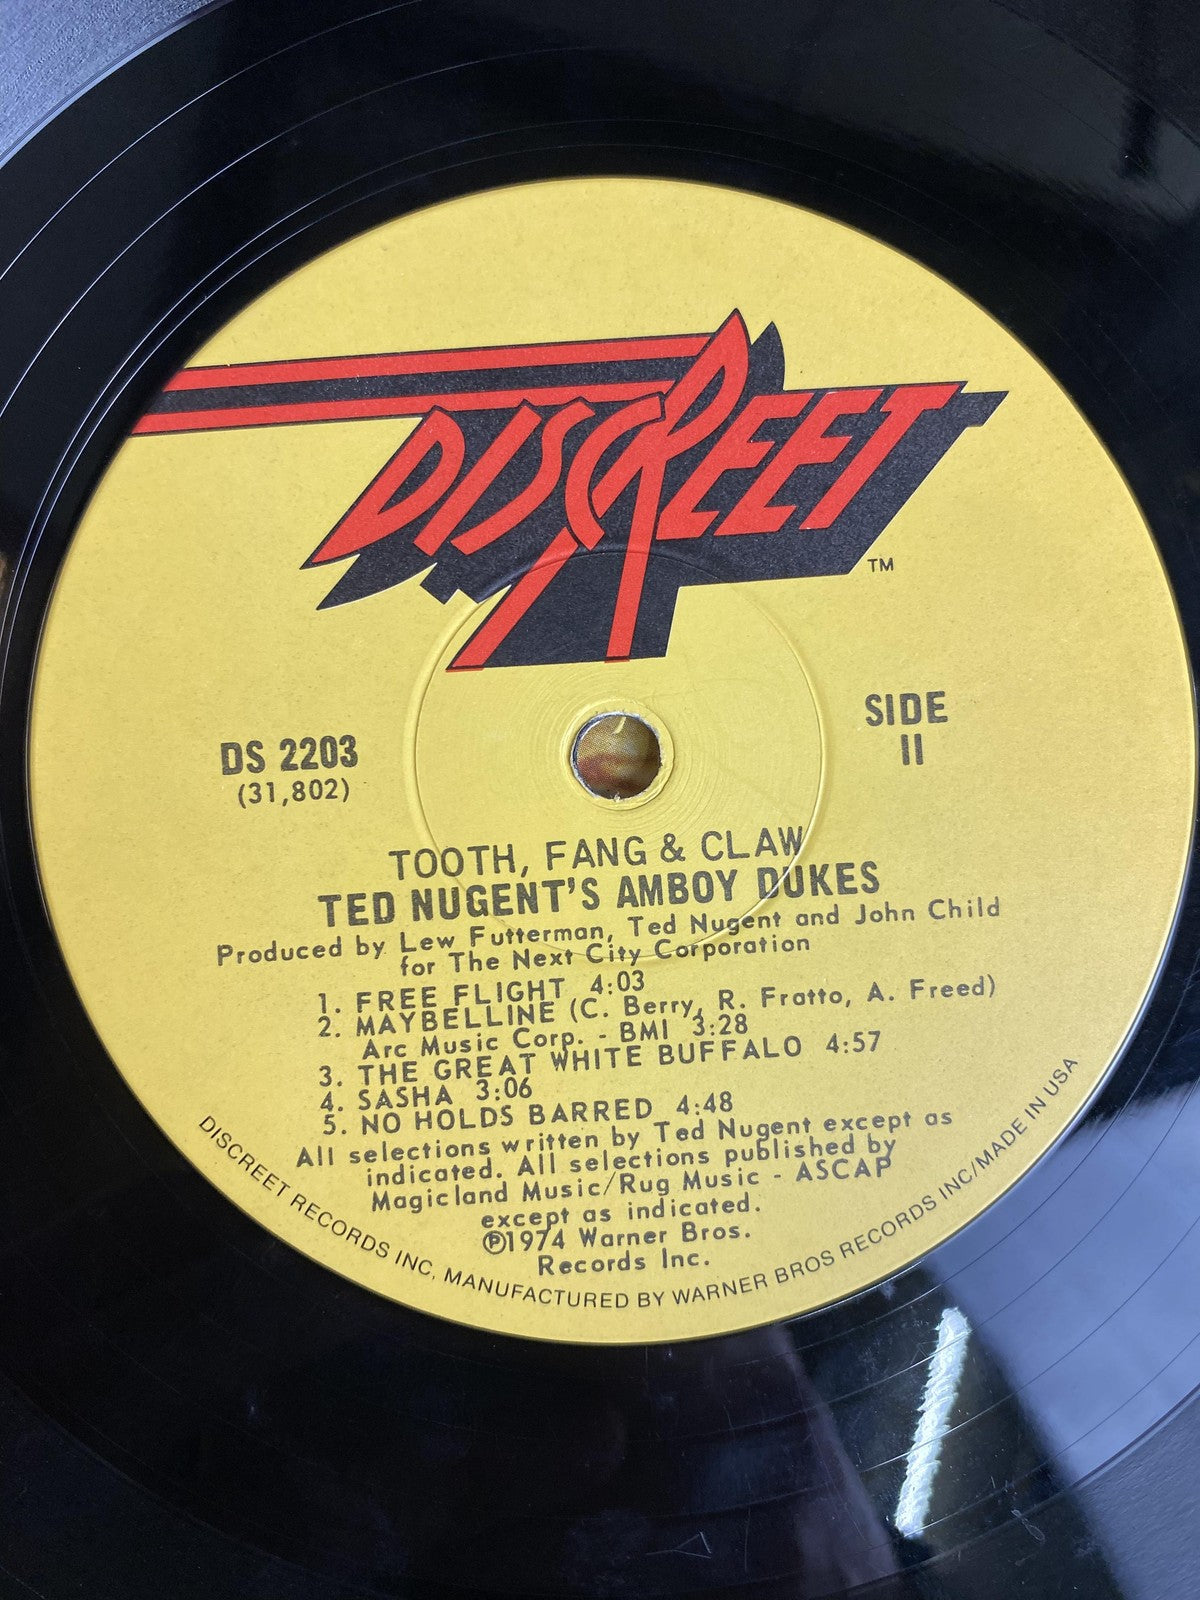 DISCREET
TM
SIDE
II
DS 2203
(31,802)
TOOTH, FANG & CLAW
TED NUGENT'S AMBOY DUKES
Produced by Lew Futterman, Ted Nugent and John Child
for The Next City Corporation
1. FREE FLIGHT 4:03
2. MAYBELLINE (C. Berry, R. Fratto, A. Freed)
Arc Music Corp. - BMI 3:28
3. THE GREAT WHITE BUFFALO 4:57
4. SASHA 3:06
5. NO HOLDS BARRED 4:48
All selections written by Ted Nugent except as
indicated. All selections published by
Magicland Music/Rug Music - ASCAP
except as indicated.
℗1974 Warner Bros.
Records Inc.
DISCREET RECORDS INC, MANUFACTURED BY WARNER BROS RECORDS INC/MADE IN USA